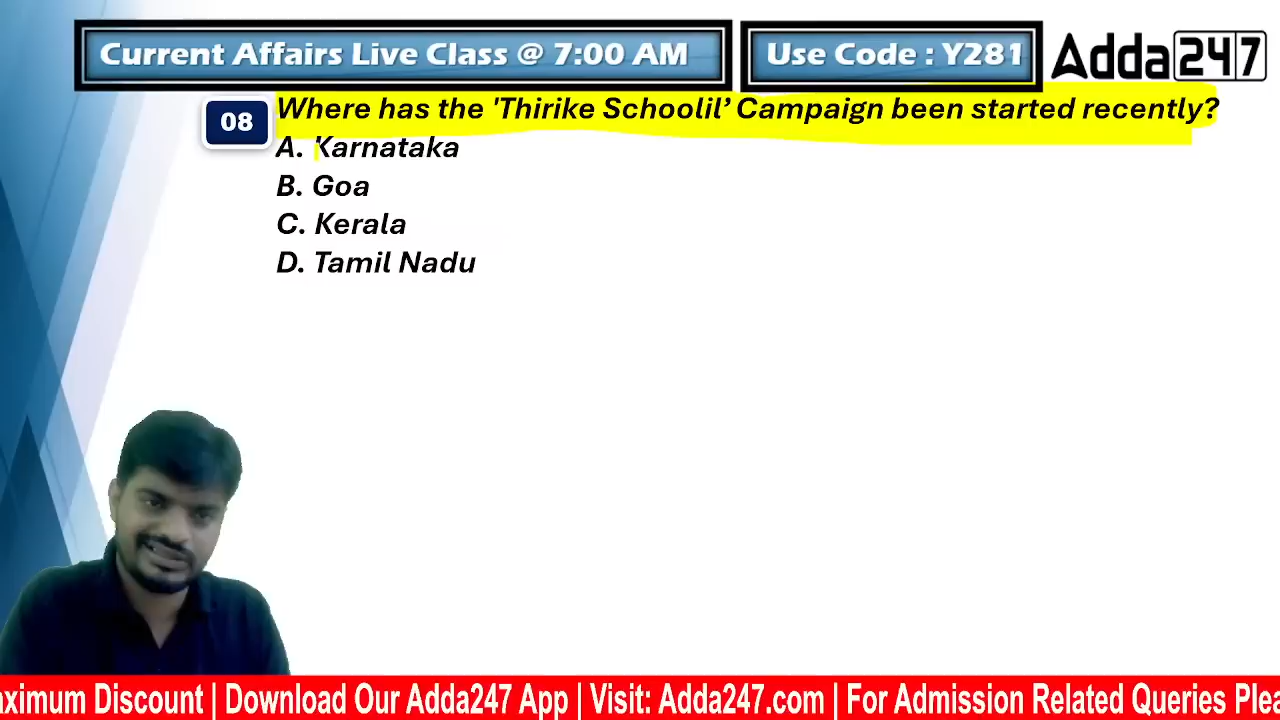 Current Affairs Live Class @ 7:00 AM
Use Code : Y281
Adda247
08
Where has the 'Thirike Schoolil’ Campaign been started recently?
A. Karnataka
B. Goa
C. Kerala
D. Tamil Nadu
aximum Discount | Download Our Adda247 App | Visit: Adda247.com | For Admission Related Queries Plea